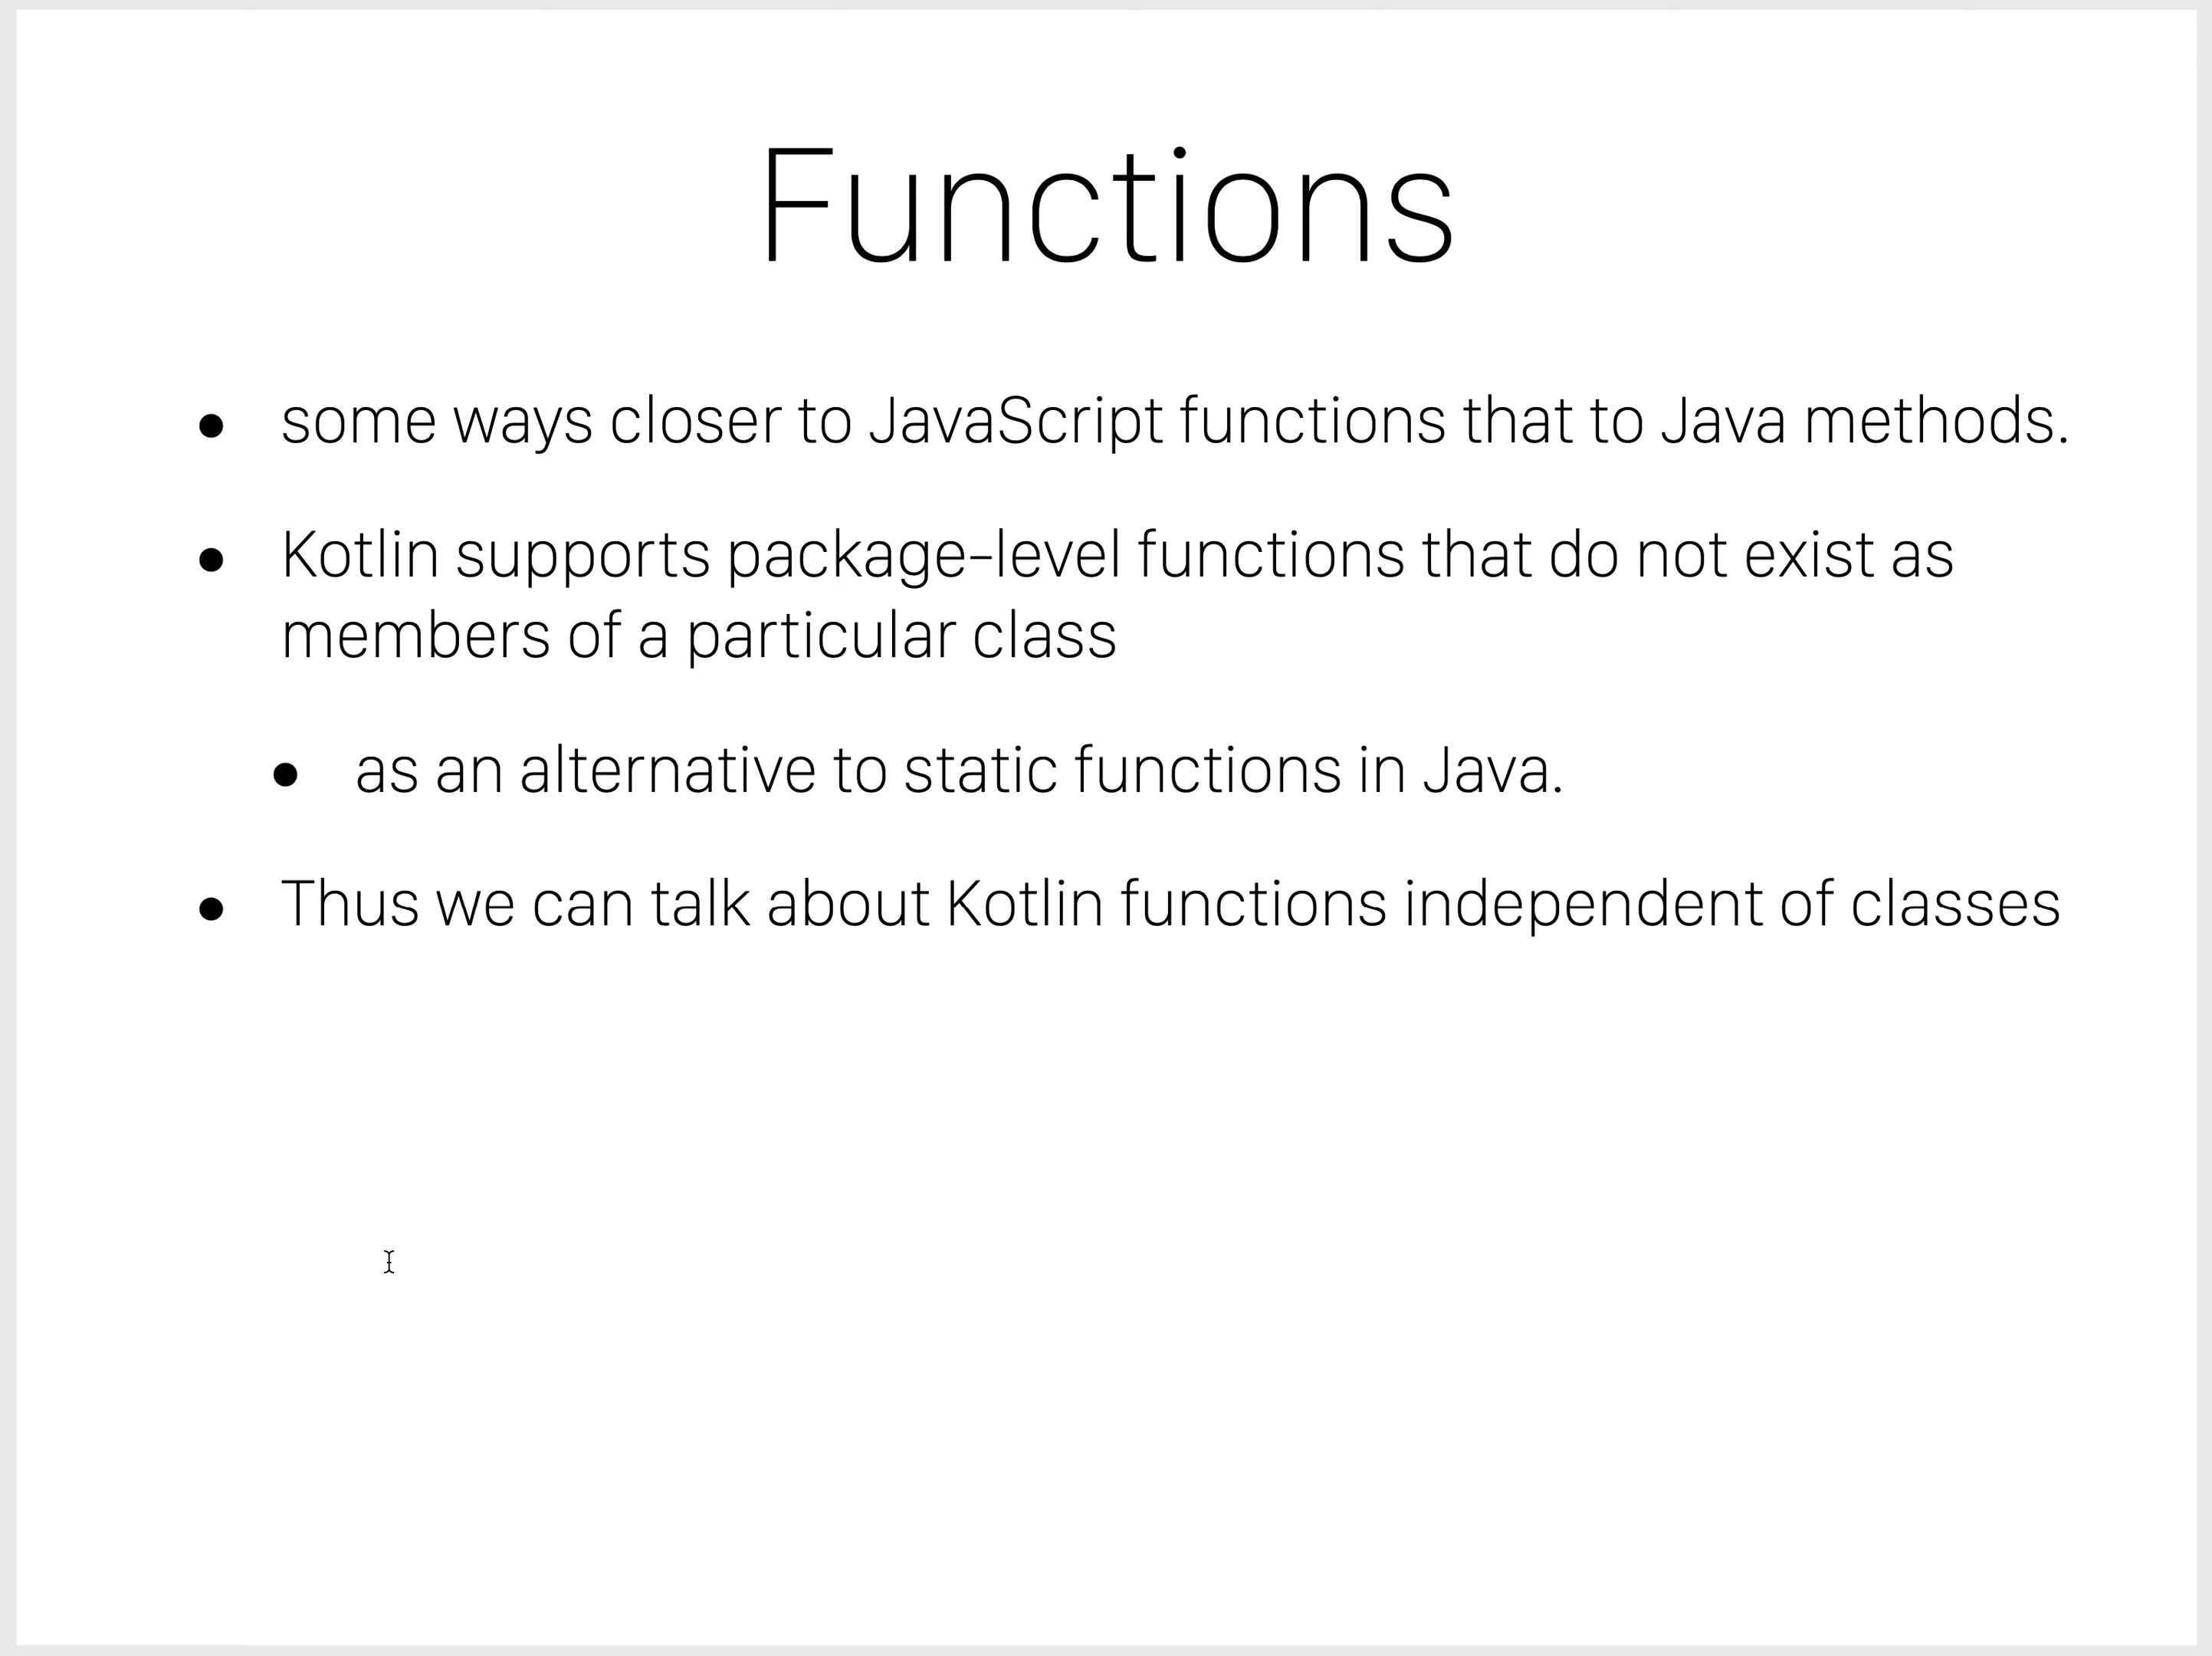 Functions
some ways closer to JavaScript functions that to Java methods.
Kotlin supports package-level functions that do not exist as
members of a particular class
as an alternative to static functions in Java.
Thus we can talk about Kotlin functions independent of classes